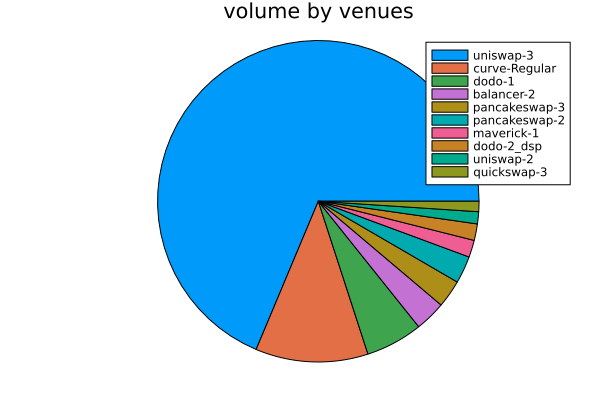 volume by venues
uniswap-3
curve-Regular
dodo-1
balancer-2
pancakeswap-3
pancakeswap-2
maverick-1
dodo-2_dsp
uniswap-2
quickswap-3